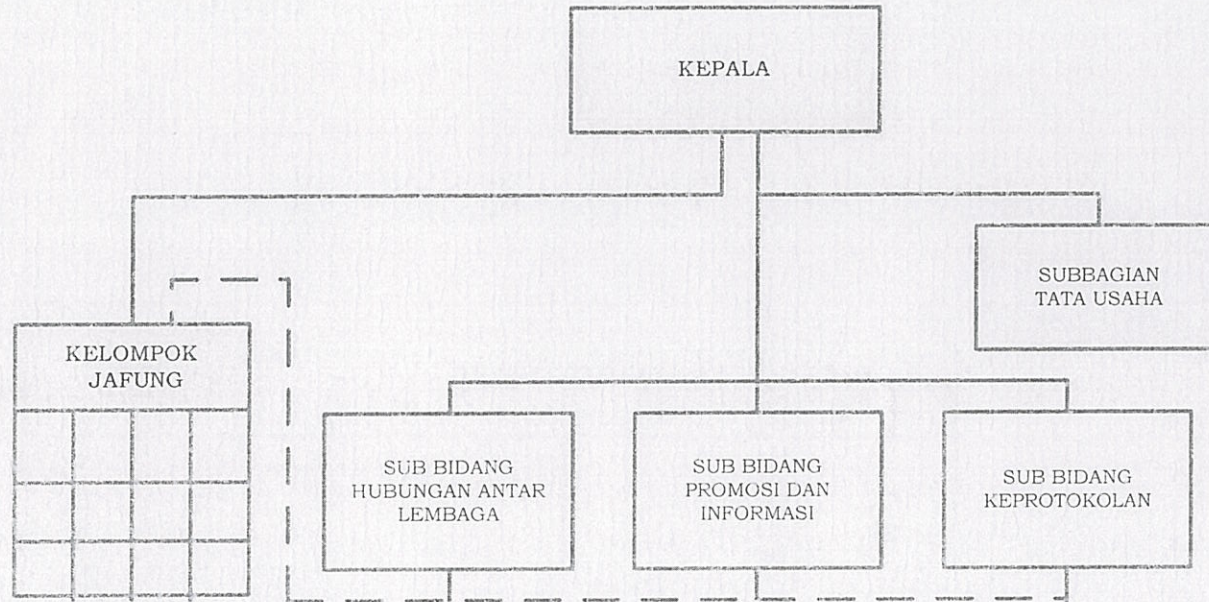 KEPALA
SUBBAGIAN
TATA USAHA
KELOMPOK
JAFUNG
SUB BIDANG
HUBUNGAN ANTAR
LEMBAGA
SUB BIDANG
PROMOSI DAN
INFORMASI
SUB BIDANG
KEPROTOKOLAN